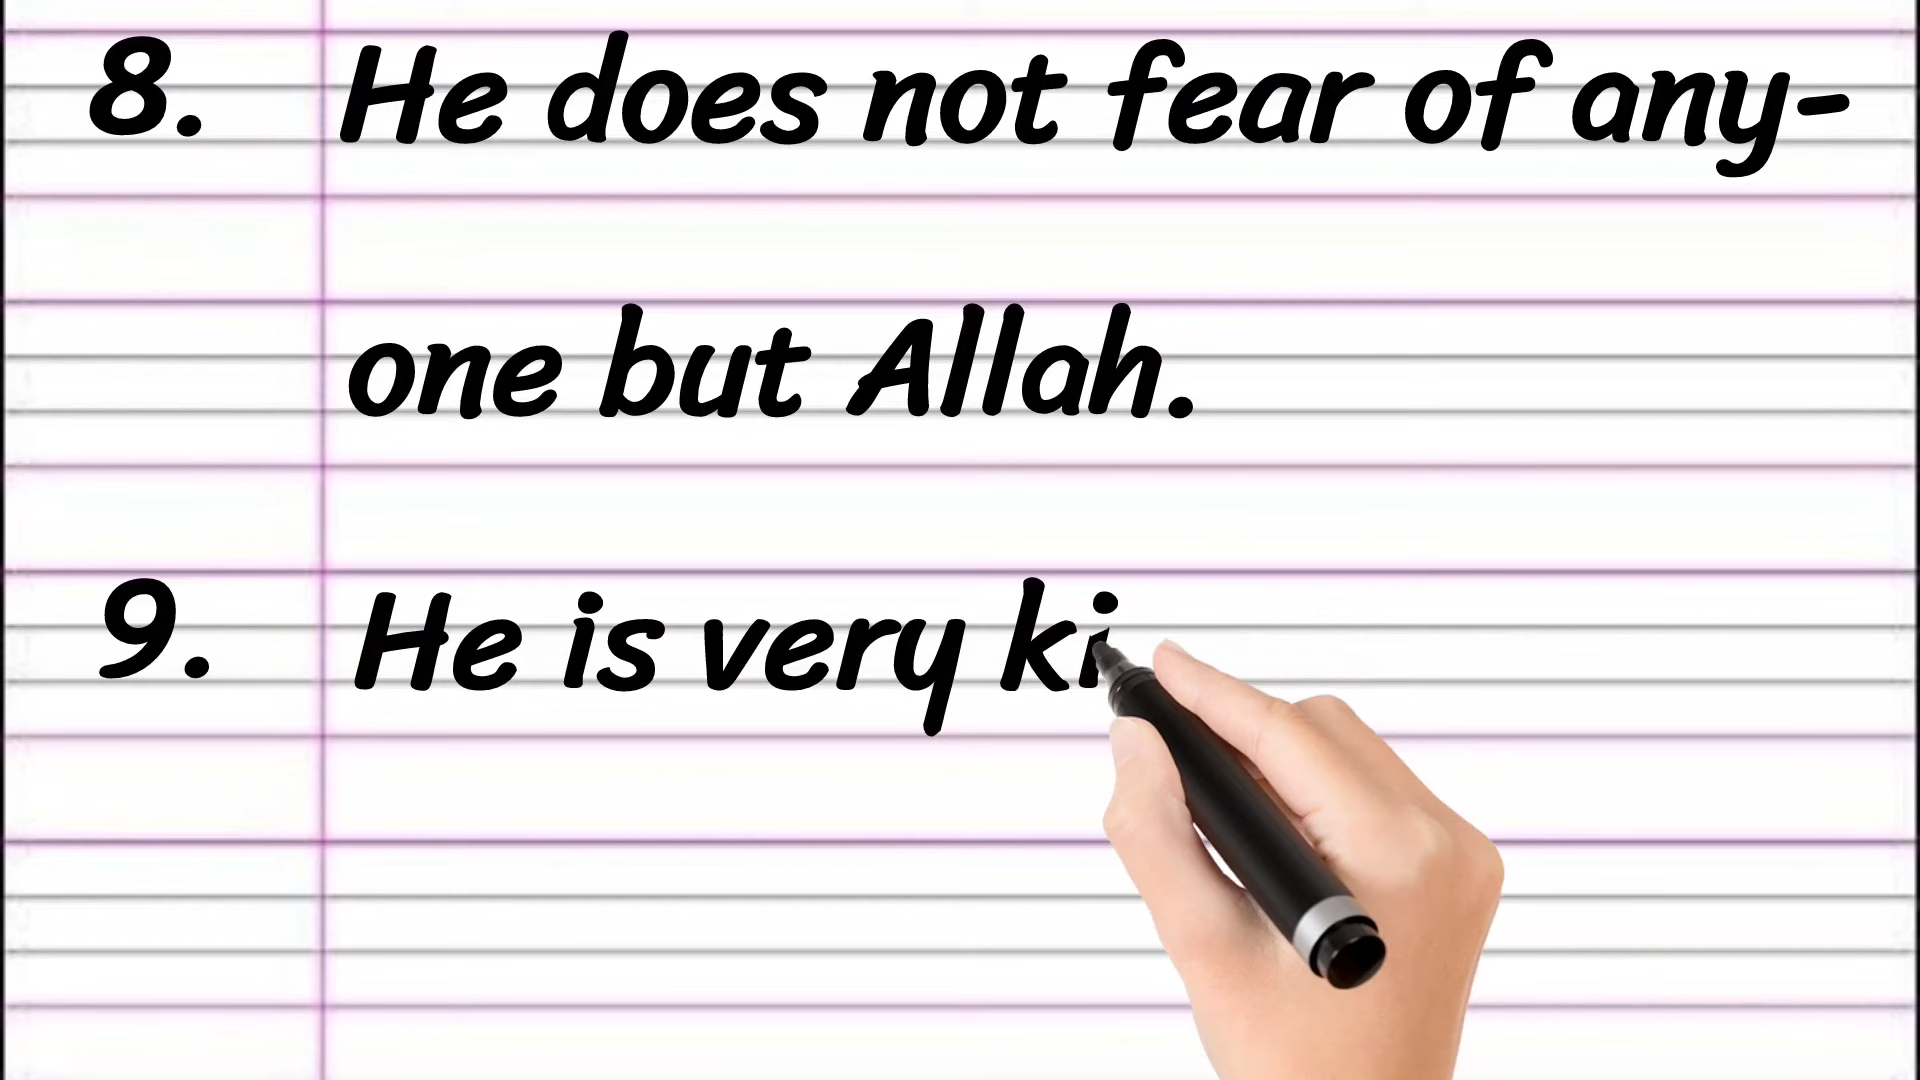 8. He does not fear of any-
one but Allah.
9. He is very ki